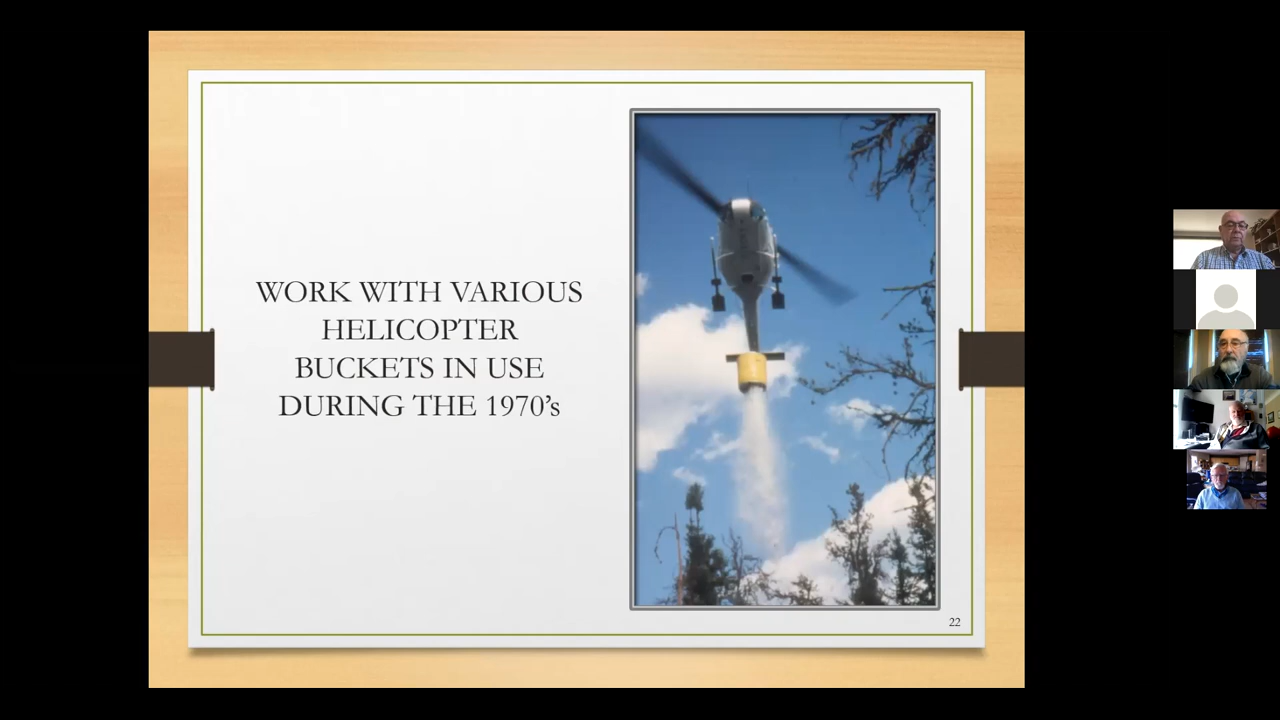 WORK WITH VARIOUS
HELICOPTER
BUCKETS IN USE
DURING THE 1970’s
22